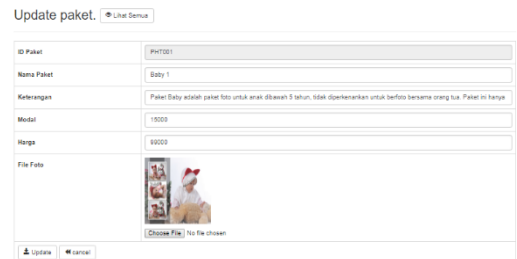 Update paket. Lihat Semua
ID Paket PHT001
Nama Paket Baby 1
Keterangan Paket Baby adalah paket foto untuk anak dibawah 5 tahun. tidak diperkenankan untuk berfoto bersama orang tua. Paket ini hanya
Modal 15000
Harga 99000
File Foto
Choose File No file chosen
Update cancel